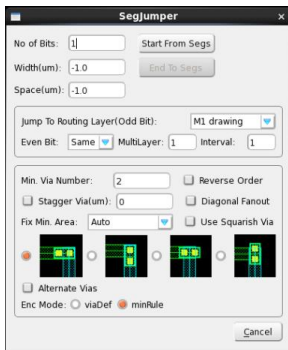 SegJumper
No of Bits: 1 Start From Segs
Width(um): -1.0 End To Segs
Space(um): -1.0
Jump To Routing Layer(Odd Bit): M1 drawing
Even Bit: Same MultiLayer: 1 Interval: 1
Min. Via Number: 2 Reverse Order
Stagger Via(um): 0 Diagonal Fanout
Fix Min. Area: Auto Use Squarish Via
Alternate Vias
Enc Mode: viaDef minRule
Cancel